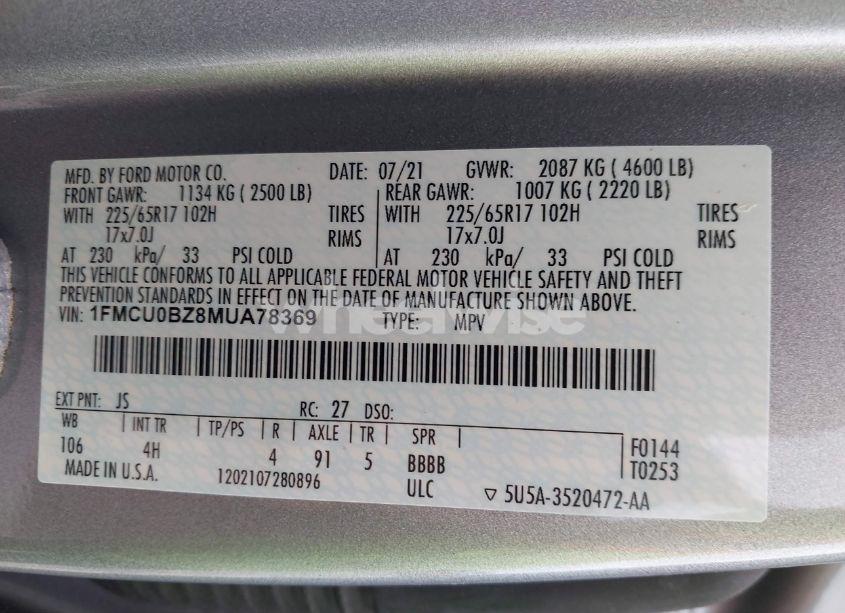 MFD. BY FORD MOTOR CO. DATE: 07/21 GVWR: 2087 KG ( 4600 LB)
FRONT GAWR: 1134 KG ( 2500 LB) REAR GAWR: 1007 KG ( 2220 LB)
WITH 225/65R17 102H TIRES WITH 225/65R17 102H TIRES
17x7.0J RIMS 17x7.0J RIMS
AT 230 kPa/ 33 PSI COLD AT 230 kPa/ 33 PSI COLD
THIS VEHICLE CONFORMS TO ALL APPLICABLE FEDERAL MOTOR VEHICLE SAFETY AND THEFT
PREVENTION STANDARDS IN EFFECT ON THE DATE OF MANUFACTURE SHOWN ABOVE.
VIN: 1FMCU0BZ8MUA78369 TYPE: MPV
wheelwise
EXT PNT: JS RC: 27 DSO:
WB INT TR TP/PS R AXLE TR SPR
106 4H 4 91 5 BBBB F0144
MADE IN U.S.A. 1202107280896 ULC T0253
5U5A-3520472-AA